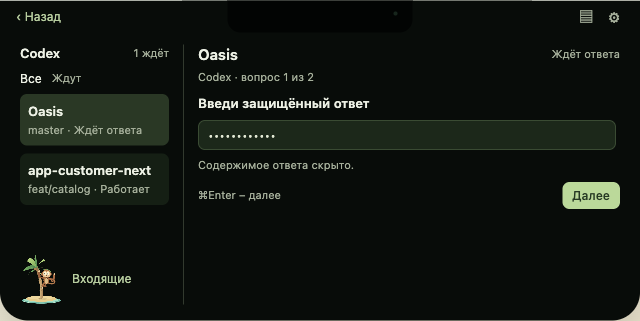 ‹ Назад
Codex
1 ждёт
Все
Ждут
Oasis
master · Ждёт ответа
app-customer-next
feat/catalog · Работает
Входящие
Oasis
Ждёт ответа
Codex · вопрос 1 из 2
Введи защищённый ответ
••••••••••••
Содержимое ответа скрыто.
⌘Enter – далее
Далее